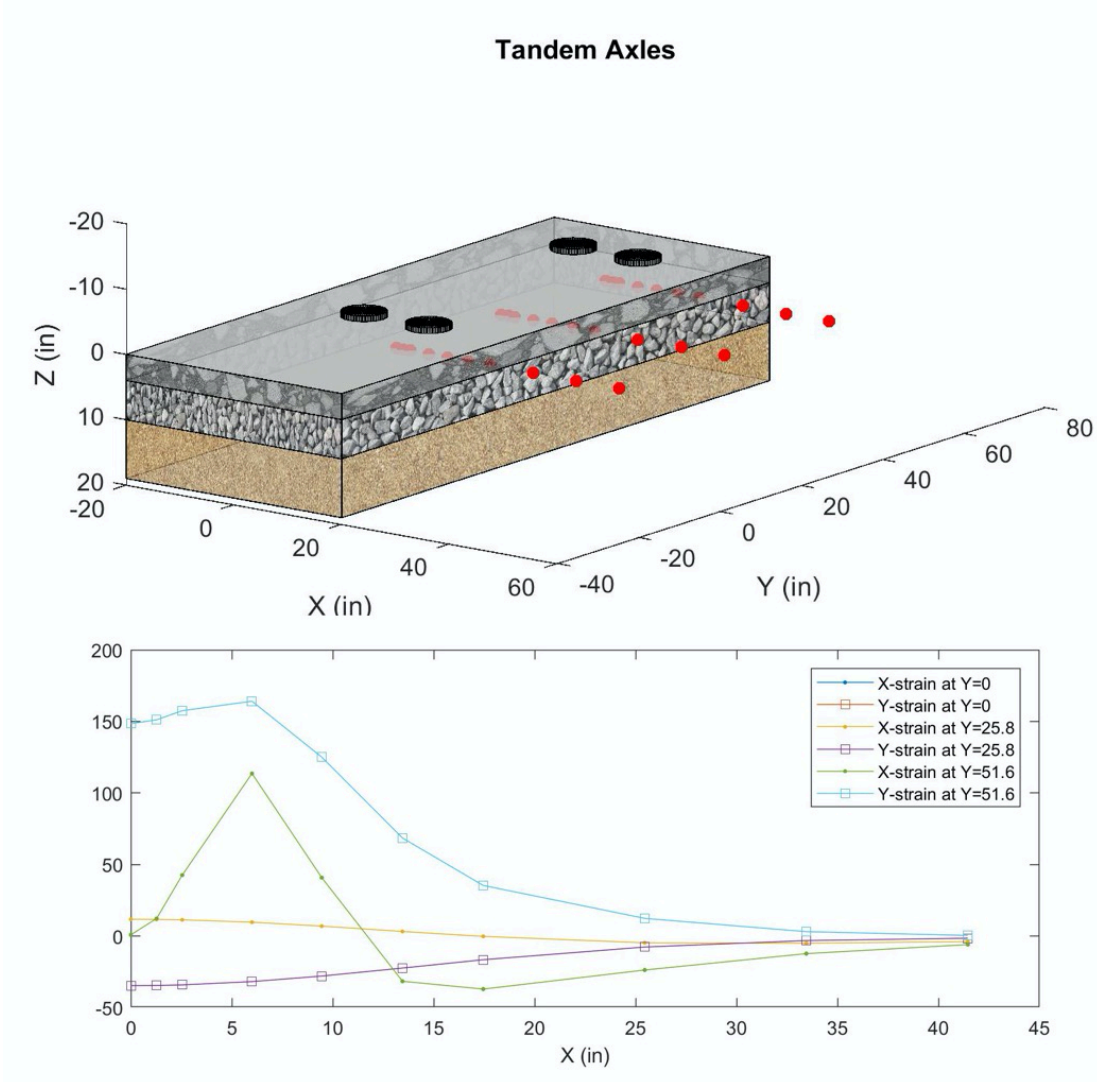 Tandem Axles
-20
-10
0
10
20
Z (in)
-20
0
20
40
60
X (in)
-40
-20
0
20
40
60
80
Y (in)
200
150
100
50
0
-50
X-strain at Y=0
Y-strain at Y=0
X-strain at Y=25.8
Y-strain at Y=25.8
X-strain at Y=51.6
Y-strain at Y=51.6
0 5 10 15 20 25 30 35 40 45
X (in)